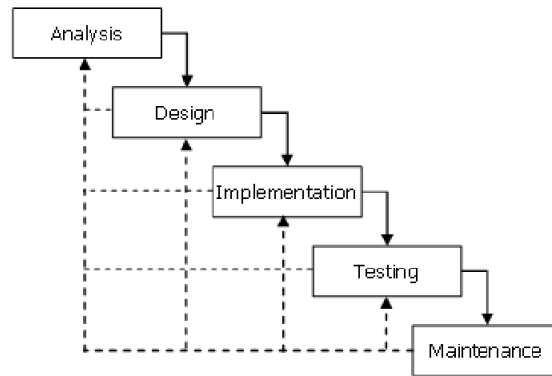 Analysis
Design
Implementation
Testing
Maintenance